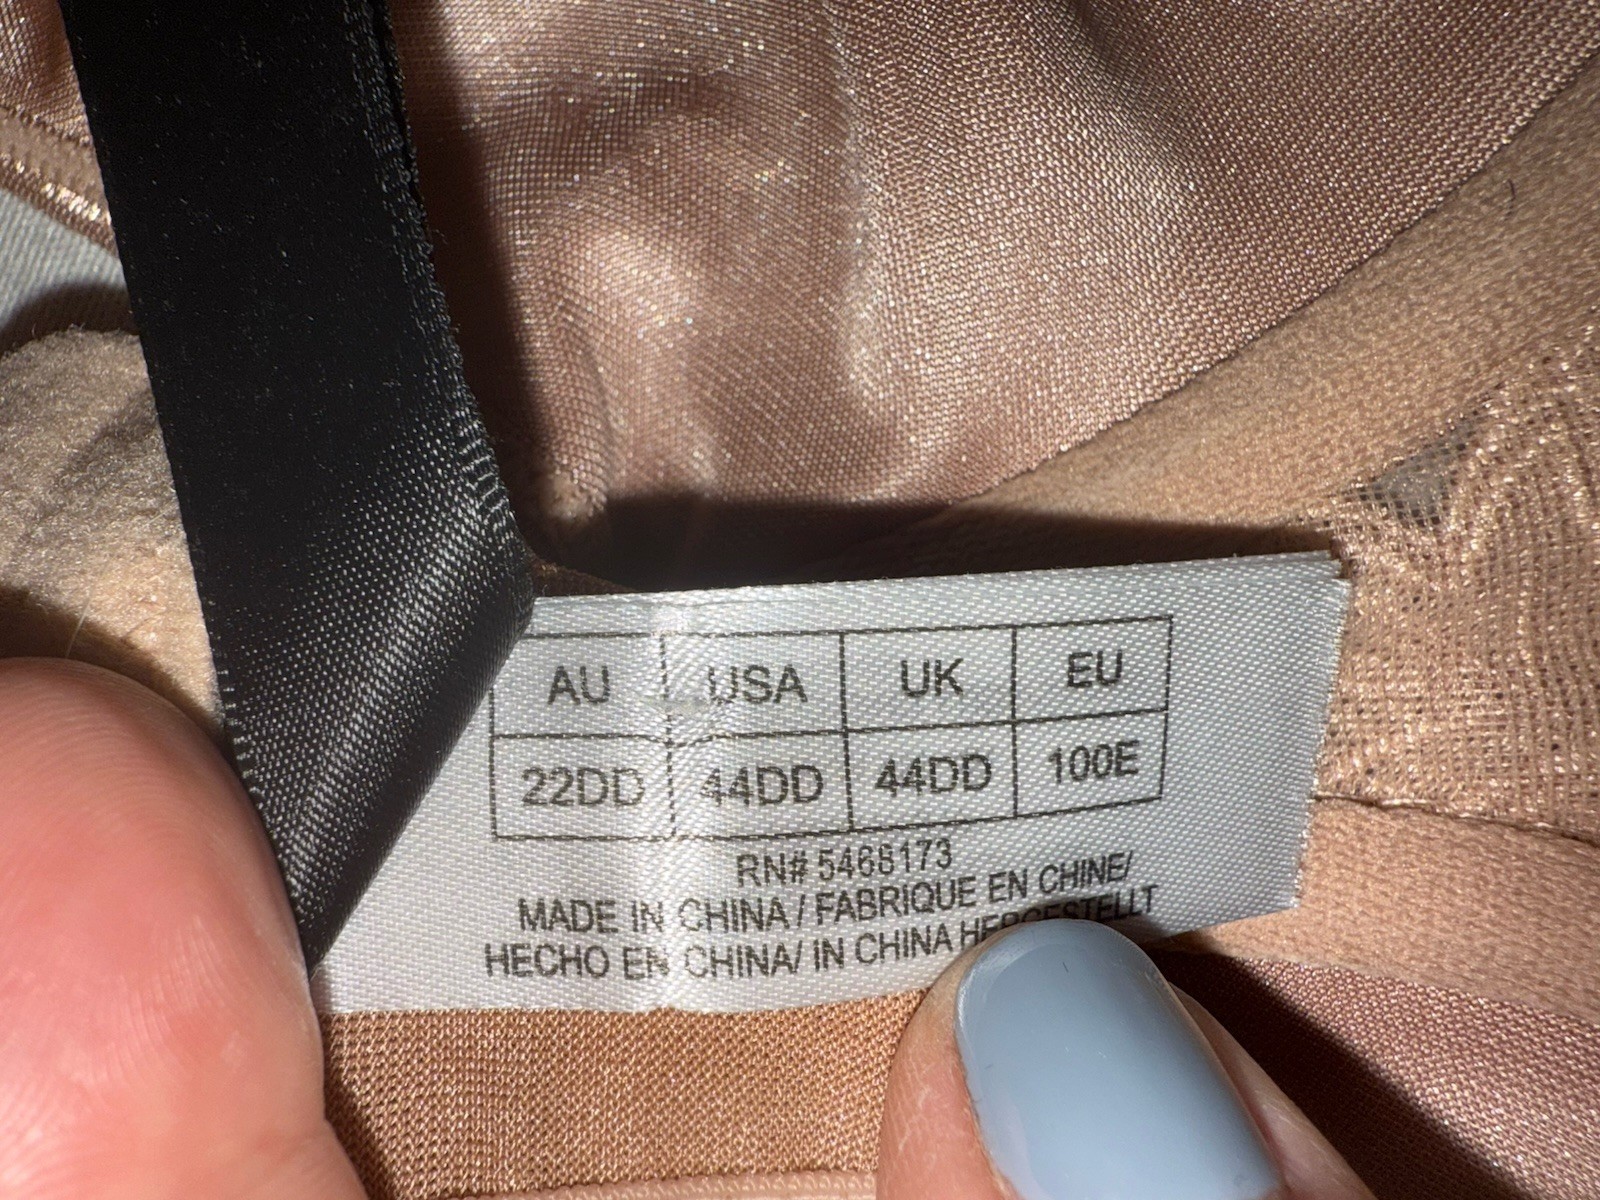 AU USA UK EU
22DD 44DD 44DD 100E
RN# 5468173
MADE IN CHINA / FABRIQUE EN CHINE/
HECHO EN CHINA/ IN CHINA HERGESTELLT